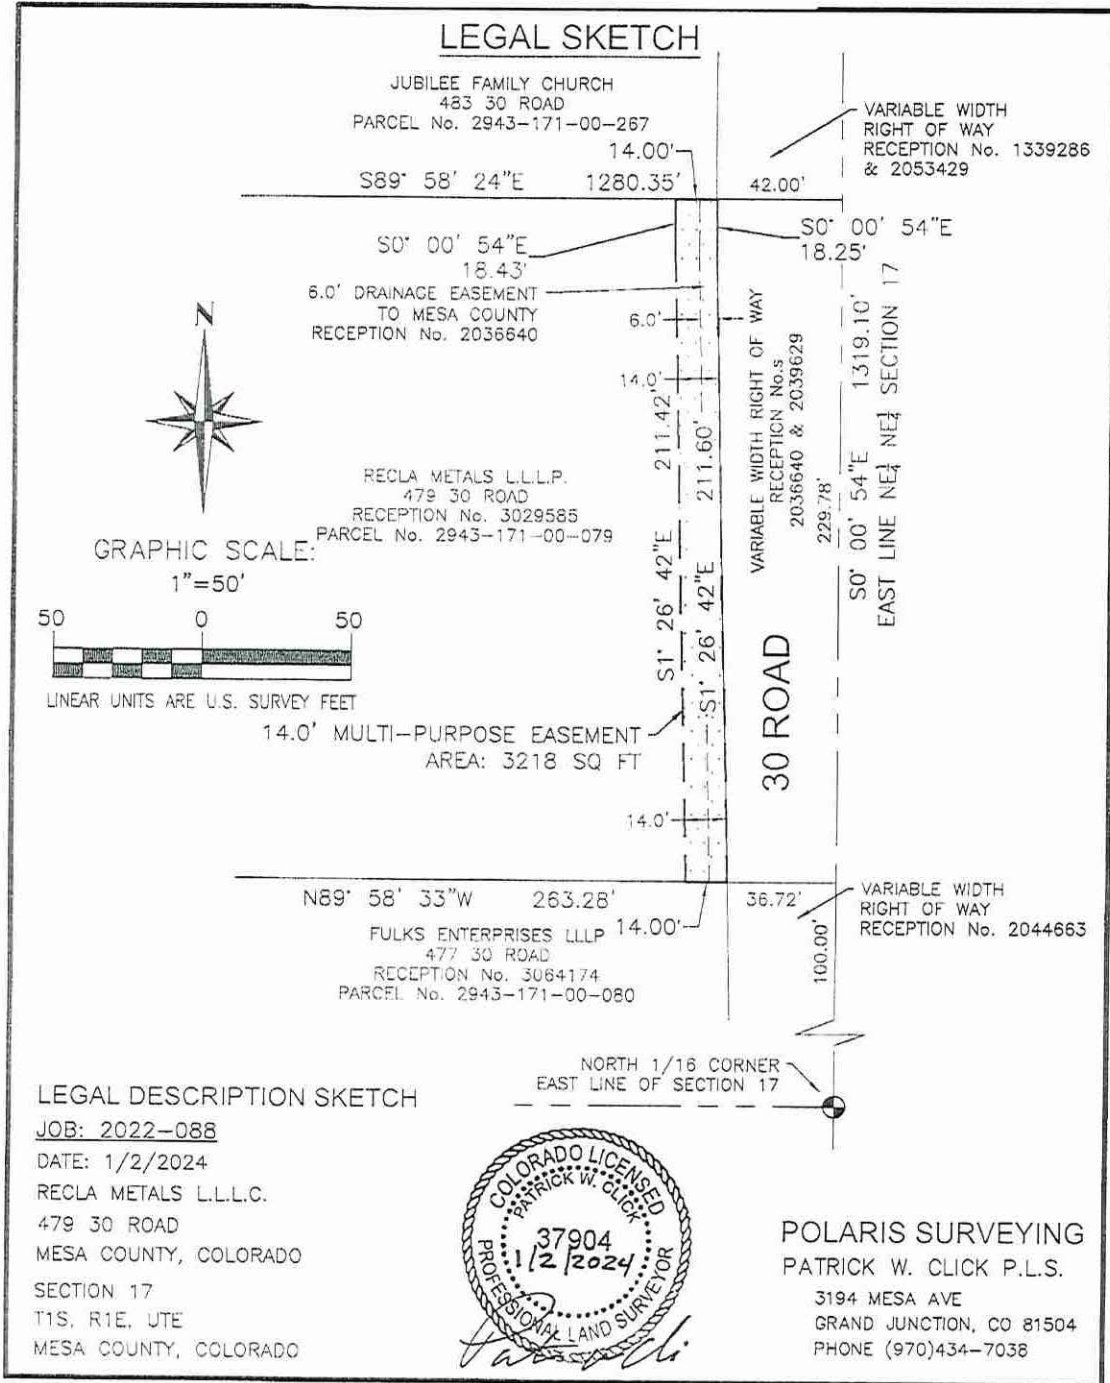 LEGAL SKETCH
JUBILEE FAMILY CHURCH
483 30 ROAD
PARCEL No. 2943-171-00-267
VARIABLE WIDTH
RIGHT OF WAY
RECEPTION No. 1339286
& 2053429
14.00'
S89° 58' 24"E 1280.35' 42.00'
S0° 00' 54"E
18.43'
S0° 00' 54"E
18.25'
6.0' DRAINAGE EASEMENT
TO MESA COUNTY
RECEPTION No. 2036640
6.0'
14.0'
N
211.42'
S1° 26' 42"E
211.60'
S1° 26' 42"E
VARIABLE WIDTH RIGHT OF WAY
RECEPTION No.s
2036640 & 2039629
229.78'
S0° 00' 54"E 1319.10'
EAST LINE NE¼ NE¼ SECTION 17
RECLA METALS L.L.L.P.
479 30 ROAD
RECEPTION No. 3029585
PARCEL No. 2943-171-00-079
GRAPHIC SCALE:
1"=50'
50 0 50
LINEAR UNITS ARE U.S. SURVEY FEET
14.0' MULTI-PURPOSE EASEMENT
AREA: 3218 SQ FT
30 ROAD
14.0'
N89° 58' 33"W 263.28' 36.72'
14.00'
FULKS ENTERPRISES LLLP
477 30 ROAD
RECEPTION No. 3064174
PARCEL No. 2943-171-00-080
VARIABLE WIDTH
RIGHT OF WAY
RECEPTION No. 2044663
100.00'
NORTH 1/16 CORNER
EAST LINE OF SECTION 17
LEGAL DESCRIPTION SKETCH
JOB: 2022-088
DATE: 1/2/2024
RECLA METALS L.L.L.C.
479 30 ROAD
MESA COUNTY, COLORADO
SECTION 17
T1S, R1E, UTE
MESA COUNTY, COLORADO
COLORADO LICENSED
PATRICK W. CLICK
37904
1/2/2024
PROFESSIONAL LAND SURVEYOR
POLARIS SURVEYING
PATRICK W. CLICK P.L.S.
3194 MESA AVE
GRAND JUNCTION, CO 81504
PHONE (970)434-7038